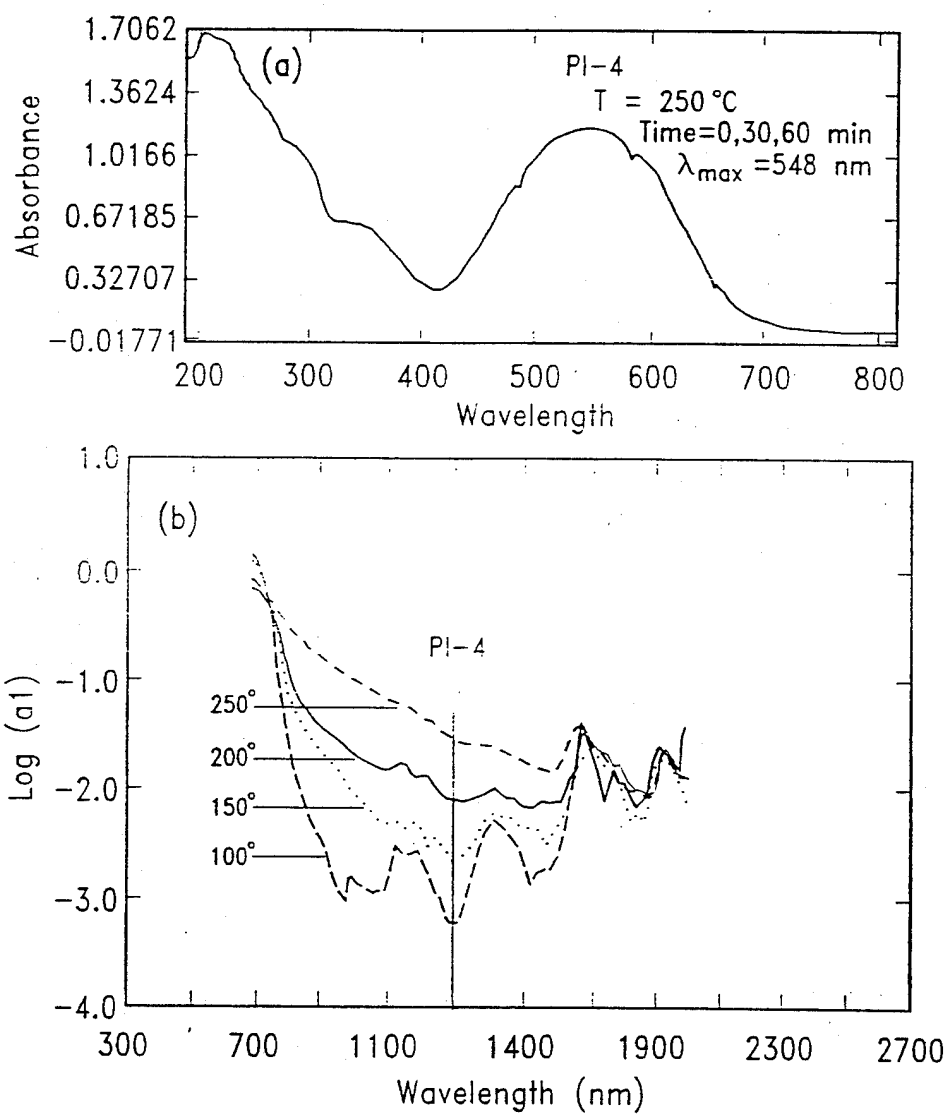 1.7062
1.3624
1.0166
0.67185
0.32707
-0.01771
Absorbance
(a)
PI-4
T = 250 °C
Time=0,30,60 min
λmax =548 nm
200 300 400 500 600 700 800
Wavelength
1.0
0.0
-1.0
-2.0
-3.0
-4.0
Log (a1)
(b)
PI-4
250°
200°
150°
100°
300 700 1100 1400 1900 2300 2700
Wavelength (nm)